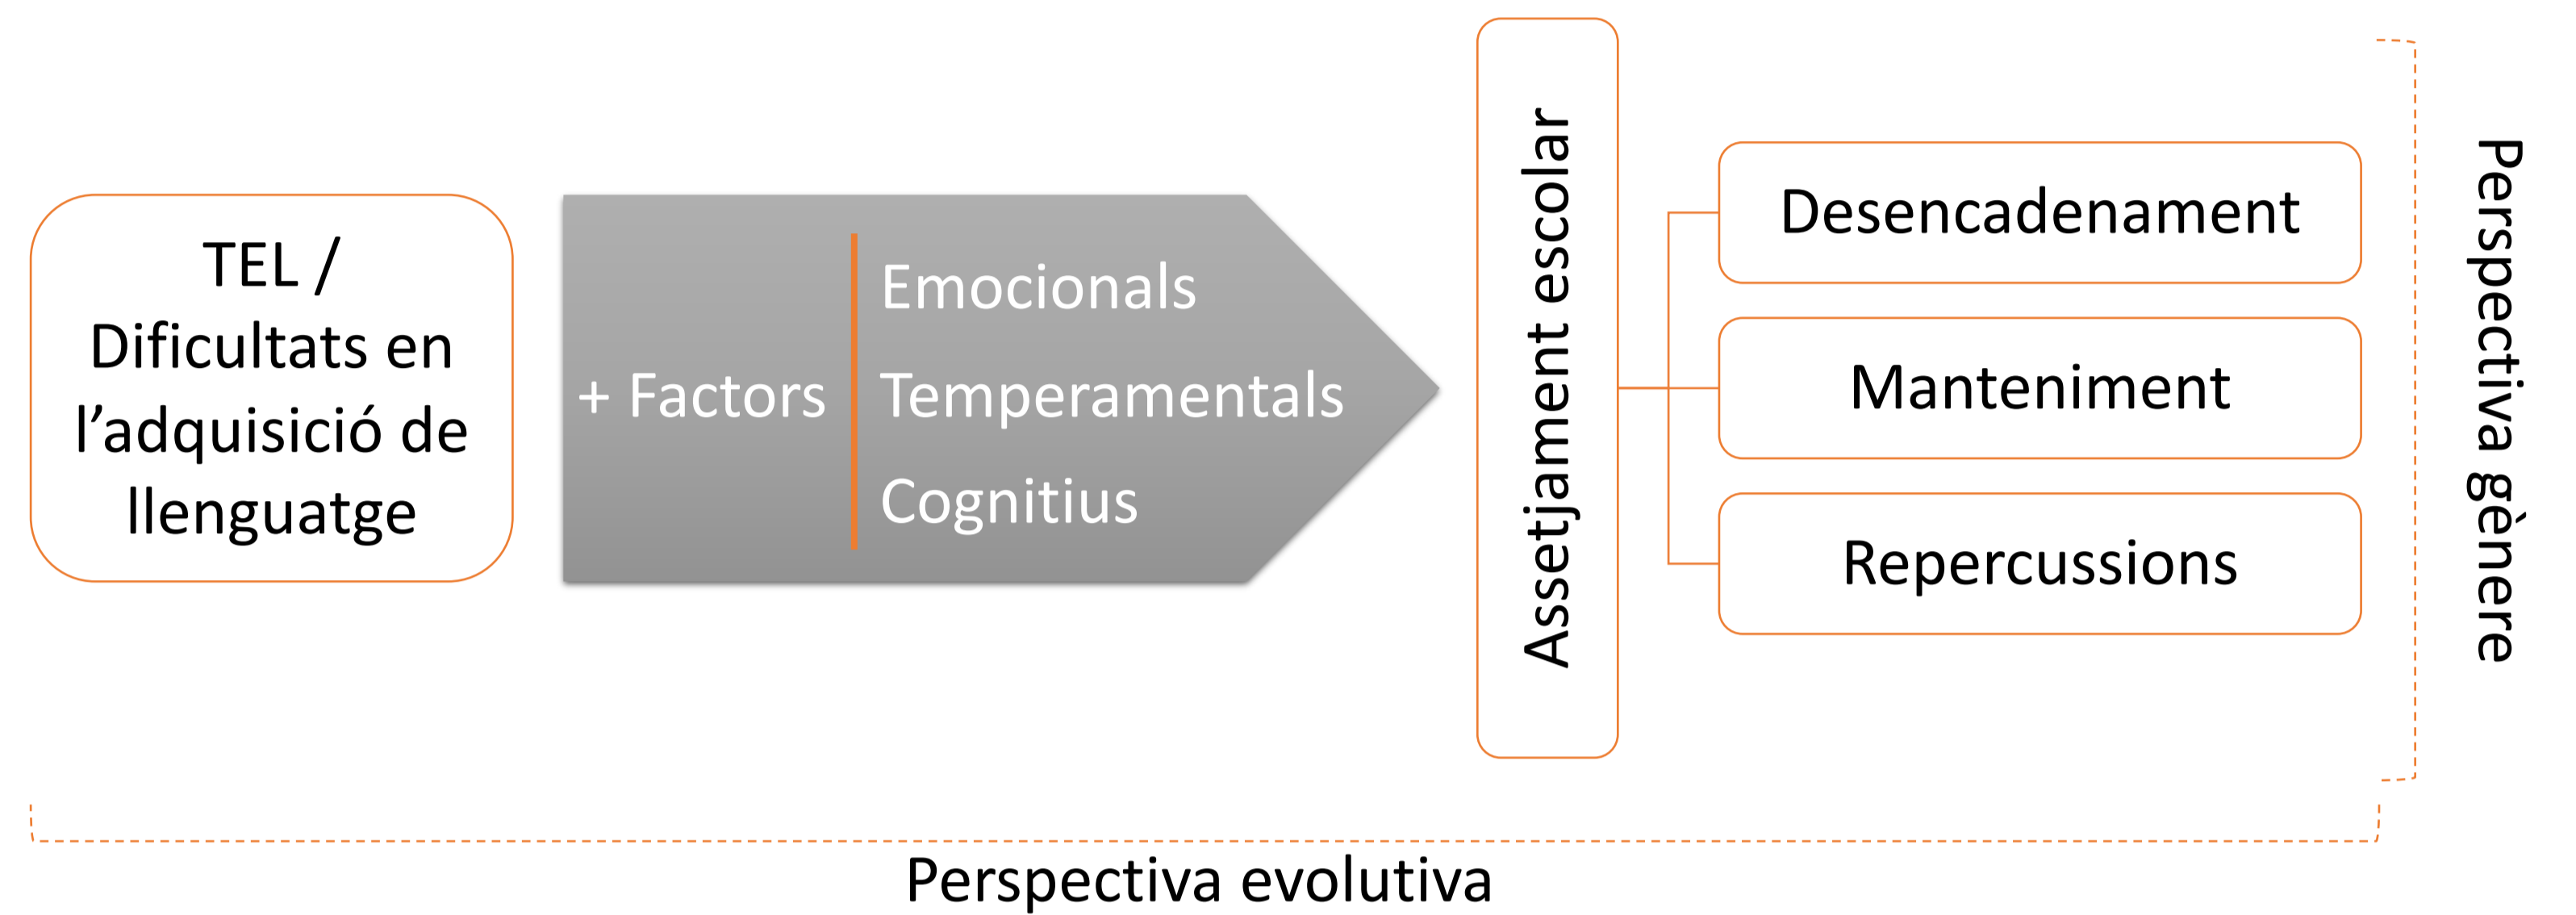 TEL /
Dificultats en
l’adquisició de
llenguatge
+ Factors
Emocionals
Temperamentals
Cognitius
Assetjament escolar
Desencadenament
Manteniment
Repercussions
Perspectiva gènere
Perspectiva evolutiva